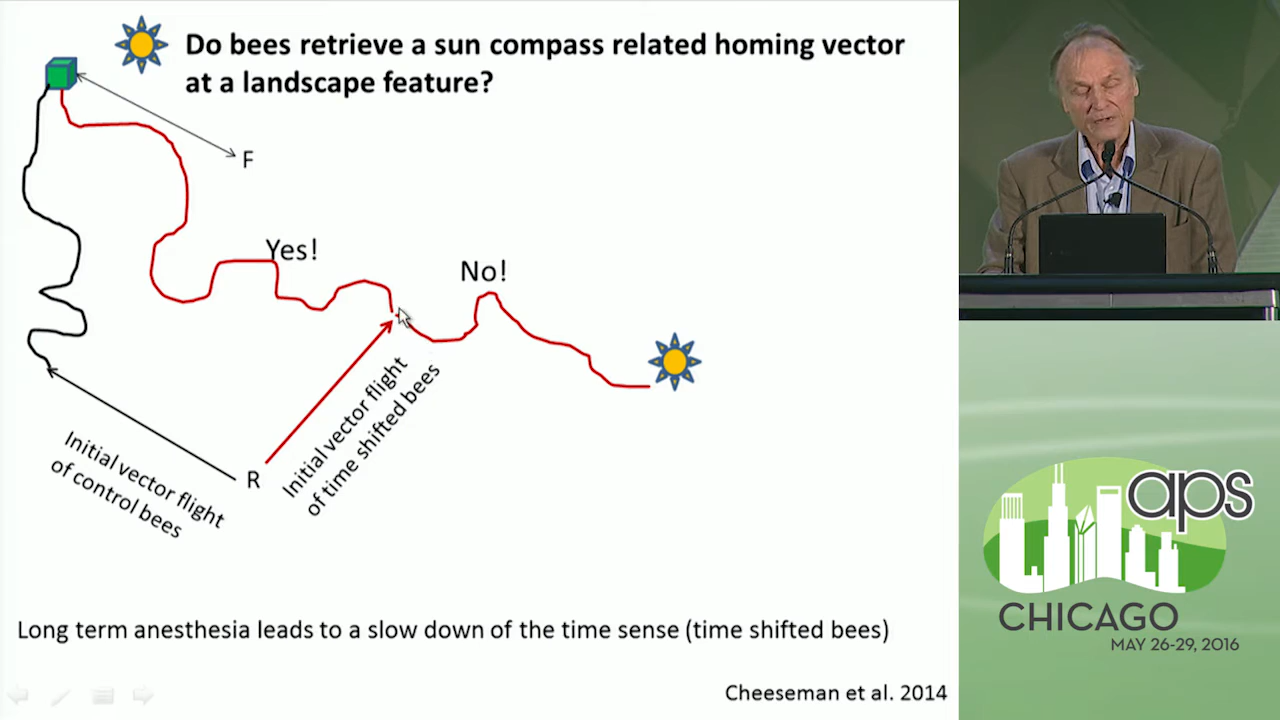 Do bees retrieve a sun compass related homing vector
at a landscape feature?
F
Yes!
No!
Initial vector flight
of time shifted bees
R
Initial vector flight
of control bees
Long term anesthesia leads to a slow down of the time sense (time shifted bees)
Cheeseman et al. 2014
aps
CHICAGO
MAY 26-29, 2016